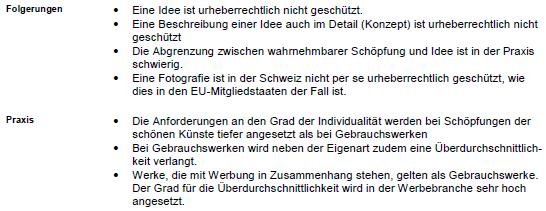 Folgerungen • Eine Idee ist urheberrechtlich nicht geschützt.
• Eine Beschreibung einer Idee auch im Detail (Konzept) ist urheberrechtlich nicht
geschützt
• Die Abgrenzung zwischen wahrnehmbarer Schöpfung und Idee ist in der Praxis
schwierig.
• Eine Fotografie ist in der Schweiz nicht per se urheberrechtlich geschützt, wie
dies in den EU-Mitgliedstaaten der Fall ist.
Praxis • Die Anforderungen an den Grad der Individualität werden bei Schöpfungen der
schönen Künste tiefer angesetzt als bei Gebrauchswerken
• Bei Gebrauchswerken wird neben der Eigenart zudem eine Überdurchschnittlich-
keit verlangt.
• Werke, die mit Werbung in Zusammenhang stehen, gelten als Gebrauchswerke.
Der Grad für die Überdurchschnittlichkeit wird in der Werbebranche sehr hoch
angesetzt.